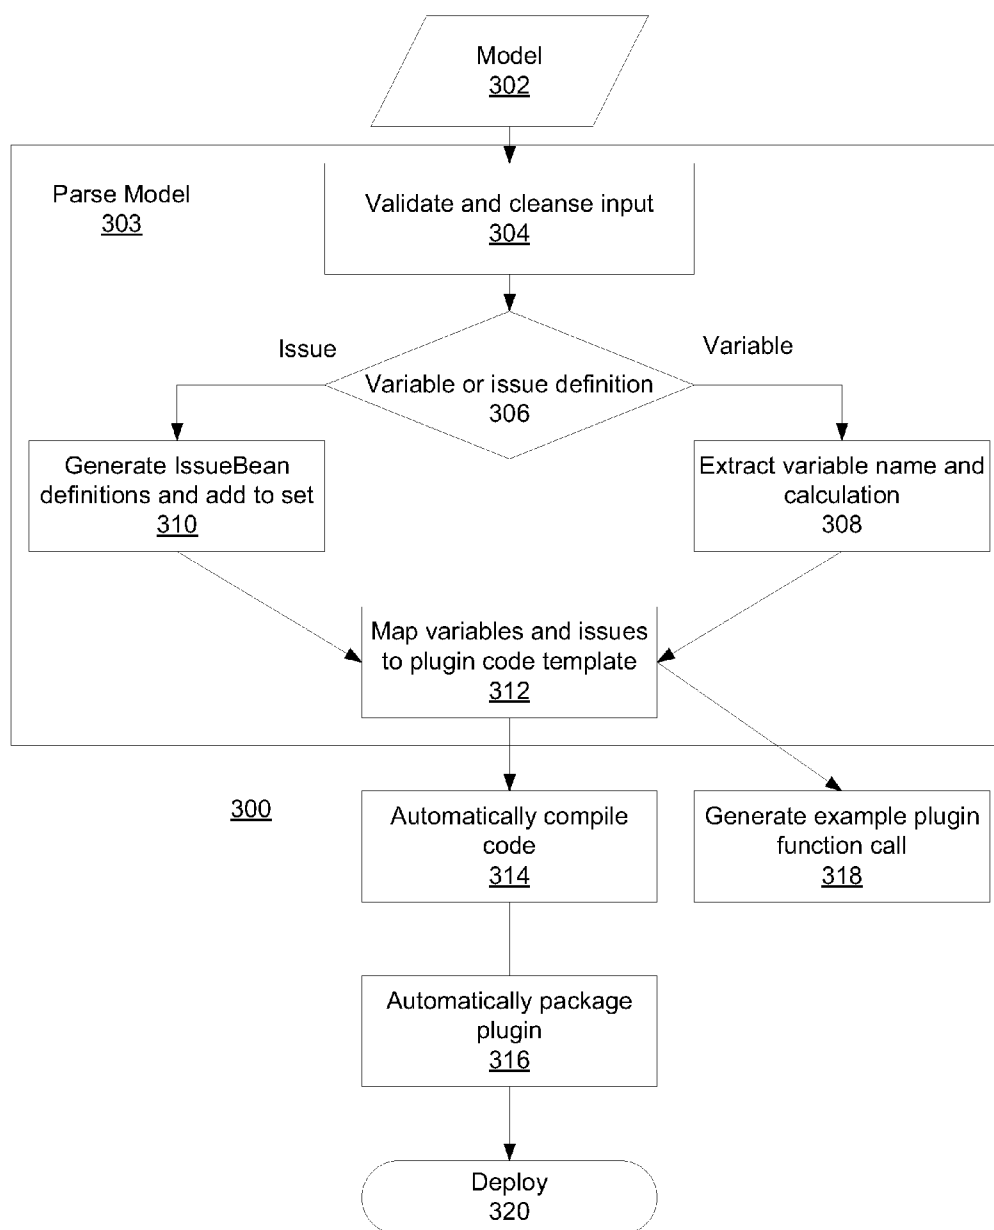 Model
302
Parse Model
303
Validate and cleanse input
304
Issue
Variable
Variable or issue definition
306
Generate IssueBean
definitions and add to set
310
Extract variable name and
calculation
308
Map variables and issues
to plugin code template
312
300
Automatically compile
code
314
Generate example plugin
function call
318
Automatically package
plugin
316
Deploy
320